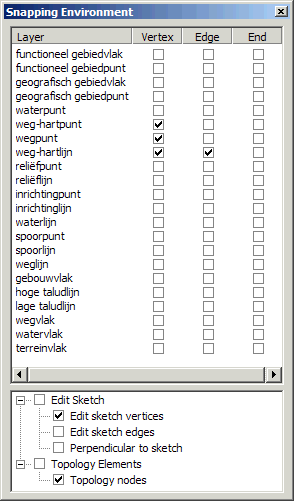 Snapping Environment
Layer Vertex Edge End
functioneel gebiedvlak
functioneel gebiedpunt
geografisch gebiedvlak
geografisch gebiedpunt
waterpunt
weg-hartpunt
wegpunt
weg-hartlijn
reliëfpunt
reliëflijn
inrichtingpunt
inrichtinglijn
waterlijn
spoorpunt
spoorlijn
weglijn
gebouwvlak
hoge taludlijn
lage taludlijn
wegvlak
watervlak
terreinvlak
Edit Sketch
Edit sketch vertices
Edit sketch edges
Perpendicular to sketch
Topology Elements
Topology nodes